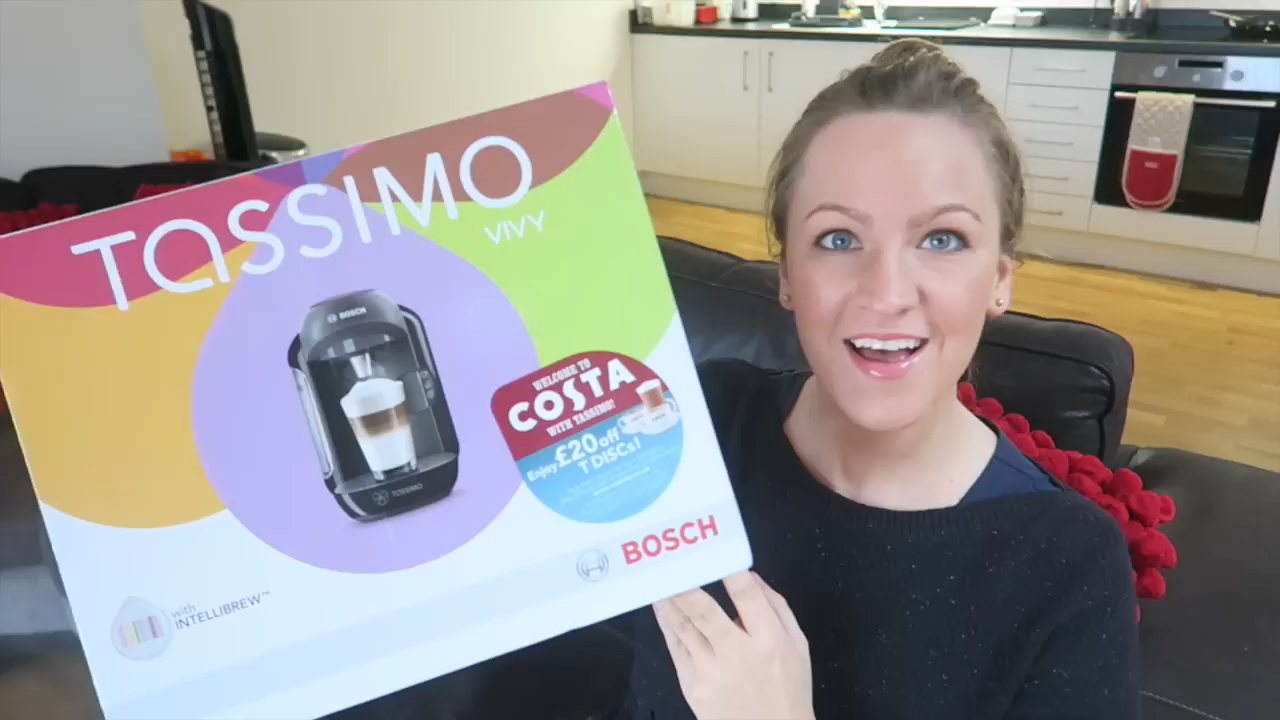 TASSIMO
VIVY
BOSCH
TASSIMO
WELCOME TO
COSTA
WITH TASSIMO!
Enjoy £20 off
T DISCs!
BOSCH
with
INTELLIBREW™